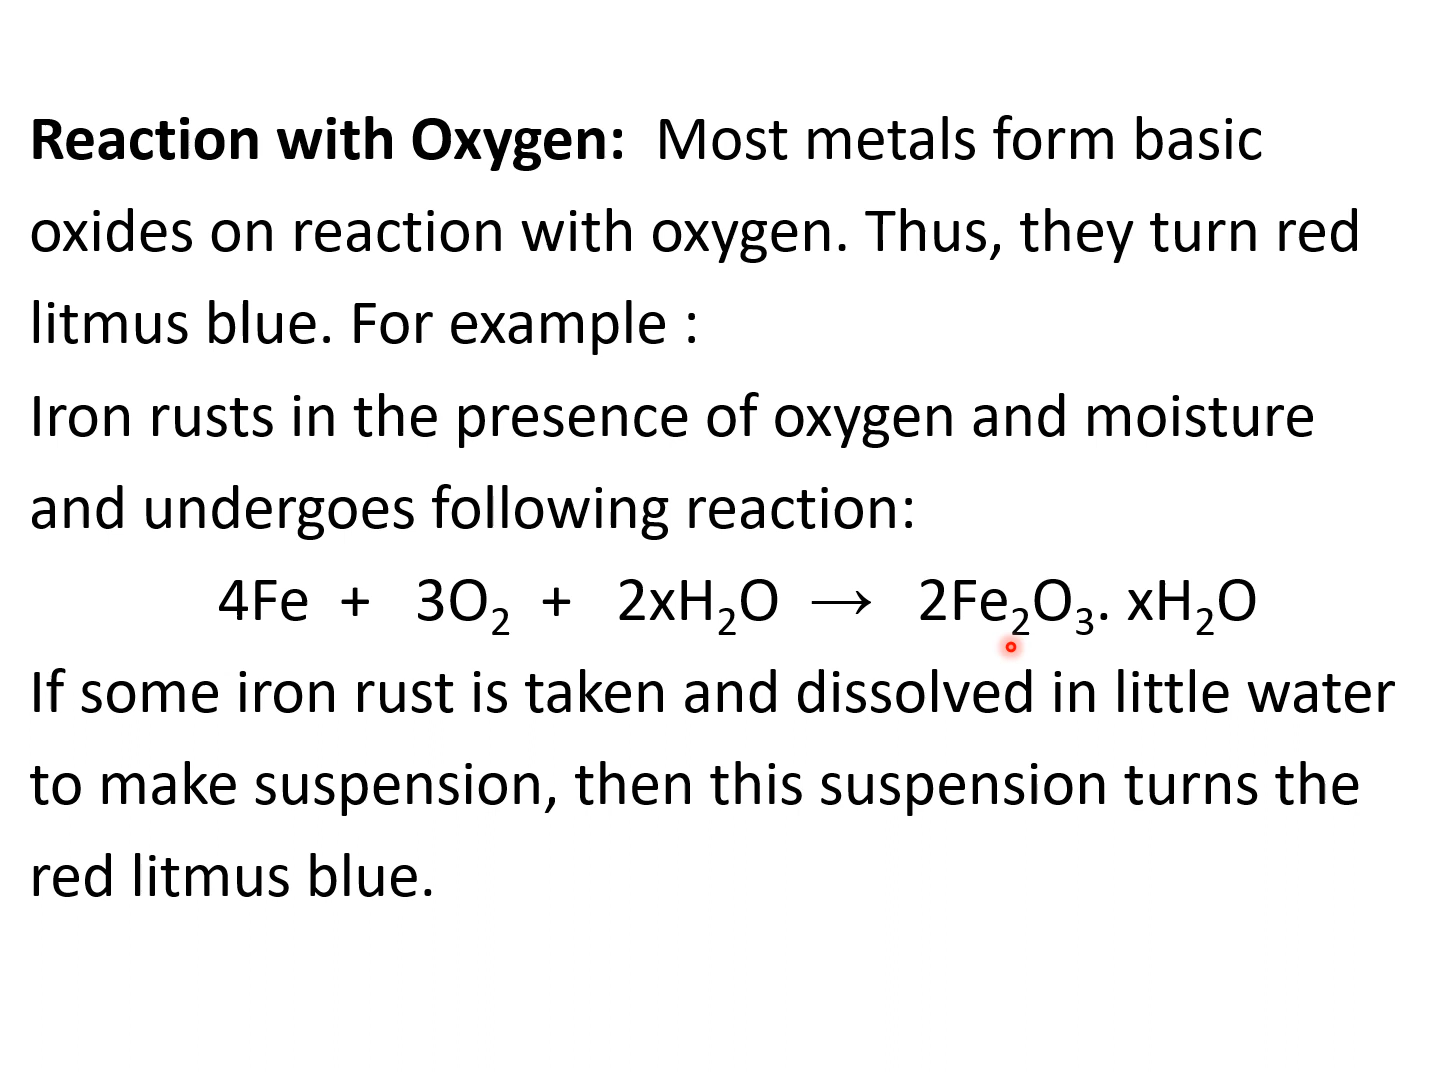 Reaction with Oxygen: Most metals form basic
oxides on reaction with oxygen. Thus, they turn red
litmus blue. For example :
Iron rusts in the presence of oxygen and moisture
and undergoes following reaction:
4Fe + 3O₂ + 2xH₂O → 2Fe₂O₃. xH₂O
If some iron rust is taken and dissolved in little water
to make suspension, then this suspension turns the
red litmus blue.